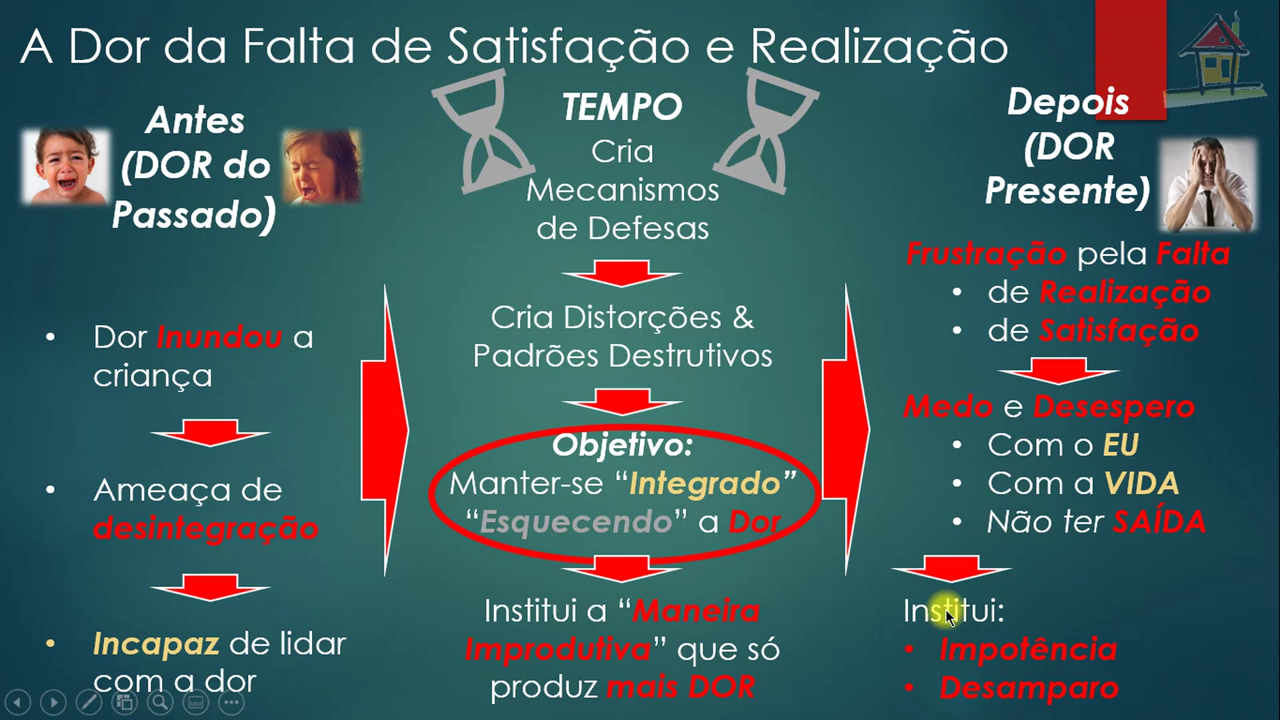 A Dor da Falta de Satisfação e Realização
Antes
(DOR do
Passado)
• Dor Inundou a
criança
• Ameaça de
desintegração
• Incapaz de lidar
com a dor
TEMPO
Cria
Mecanismos
de Defesas
Cria Distorções &
Padrões Destrutivos
Objetivo:
Manter-se “Integrado”
“Esquecendo” a Dor
Institui a “Maneira
Improdutiva” que só
produz mais DOR
Depois
(DOR
Presente)
Frustração pela Falta
• de Realização
• de Satisfação
Medo e Desespero
• Com o EU
• Com a VIDA
• Não ter SAÍDA
Institui:
• Impotência
• Desamparo